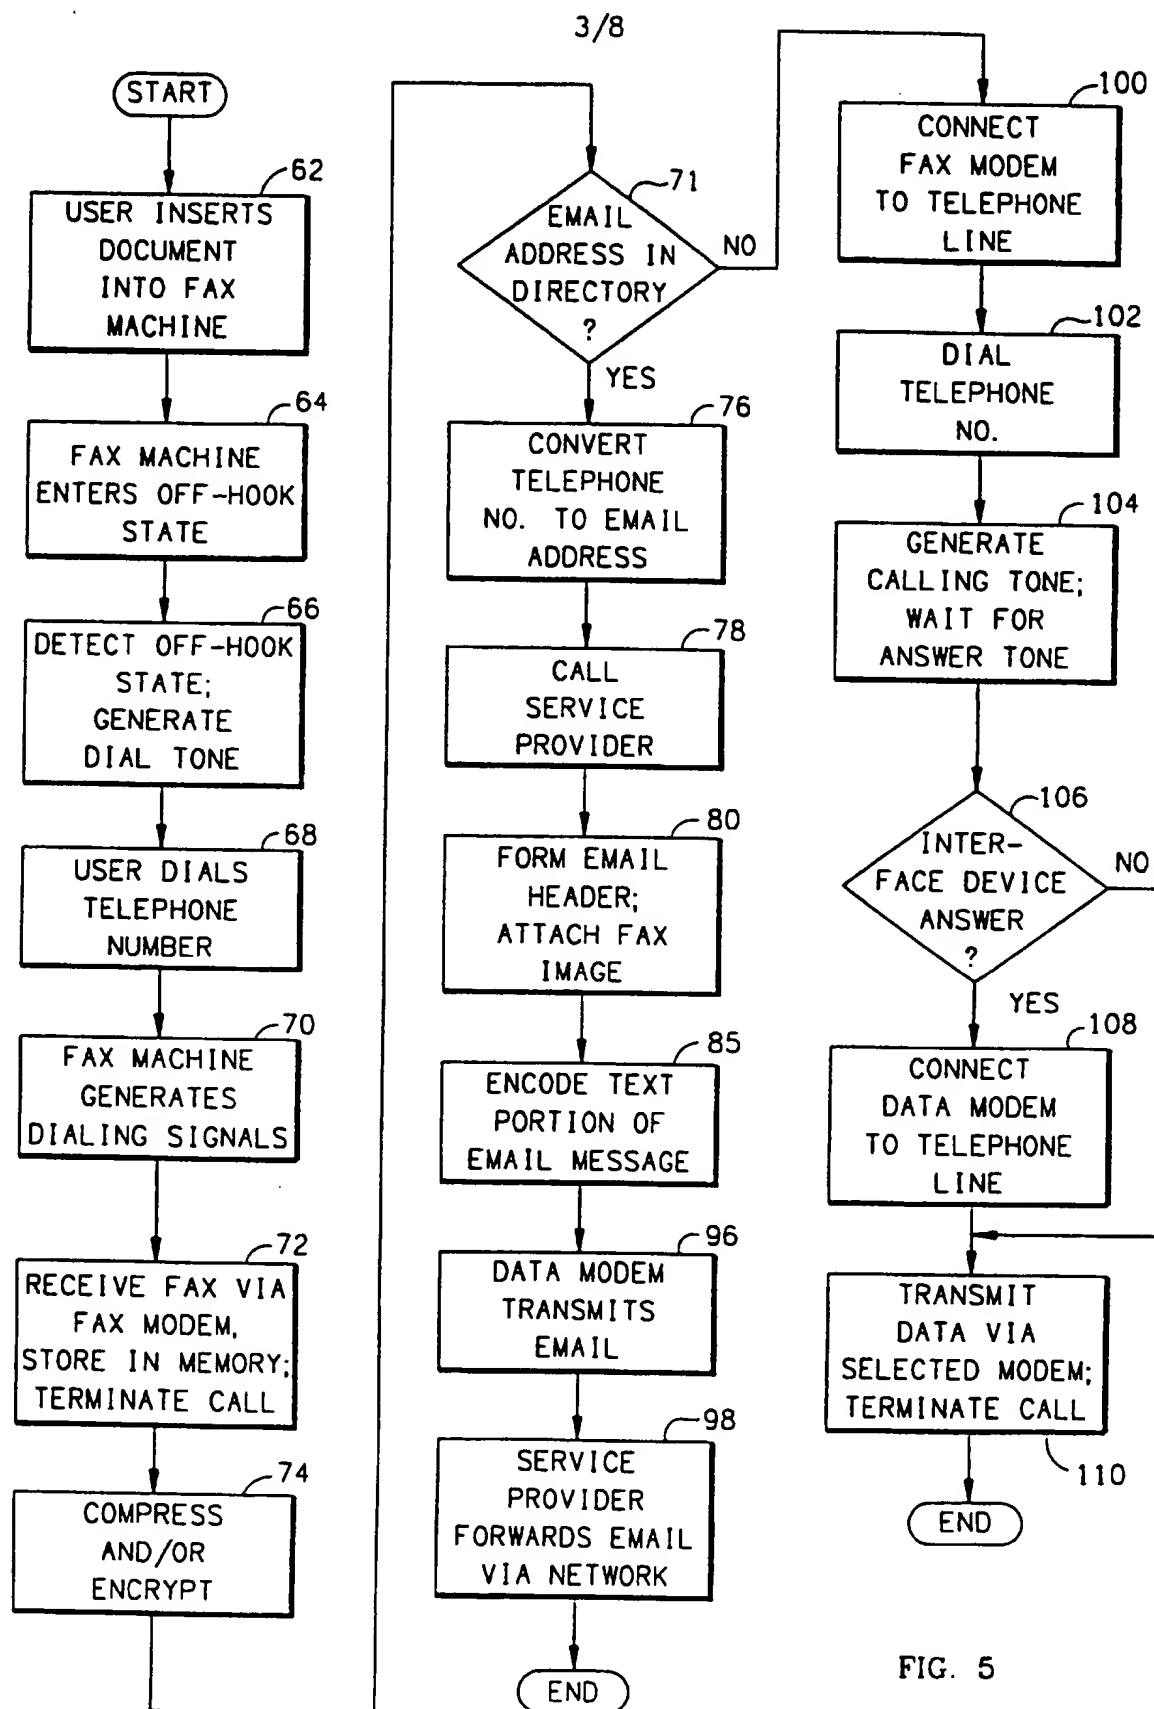 3/8
START
62
USER INSERTS
DOCUMENT
INTO FAX
MACHINE
64
FAX MACHINE
ENTERS OFF-HOOK
STATE
66
DETECT OFF-HOOK
STATE;
GENERATE
DIAL TONE
68
USER DIALS
TELEPHONE
NUMBER
70
FAX MACHINE
GENERATES
DIALING SIGNALS
72
RECEIVE FAX VIA
FAX MODEM,
STORE IN MEMORY;
TERMINATE CALL
74
COMPRESS
AND/OR
ENCRYPT
71
EMAIL
ADDRESS IN
DIRECTORY
?
NO
YES
76
CONVERT
TELEPHONE
NO. TO EMAIL
ADDRESS
78
CALL
SERVICE
PROVIDER
80
FORM EMAIL
HEADER;
ATTACH FAX
IMAGE
85
ENCODE TEXT
PORTION OF
EMAIL MESSAGE
96
DATA MODEM
TRANSMITS
EMAIL
98
SERVICE
PROVIDER
FORWARDS EMAIL
VIA NETWORK
END
100
CONNECT
FAX MODEM
TO TELEPHONE
LINE
102
DIAL
TELEPHONE
NO.
104
GENERATE
CALLING TONE;
WAIT FOR
ANSWER TONE
106
INTER-
FACE DEVICE
ANSWER
?
NO
YES
108
CONNECT
DATA MODEM
TO TELEPHONE
LINE
TRANSMIT
DATA VIA
SELECTED MODEM;
TERMINATE CALL
110
END
FIG. 5